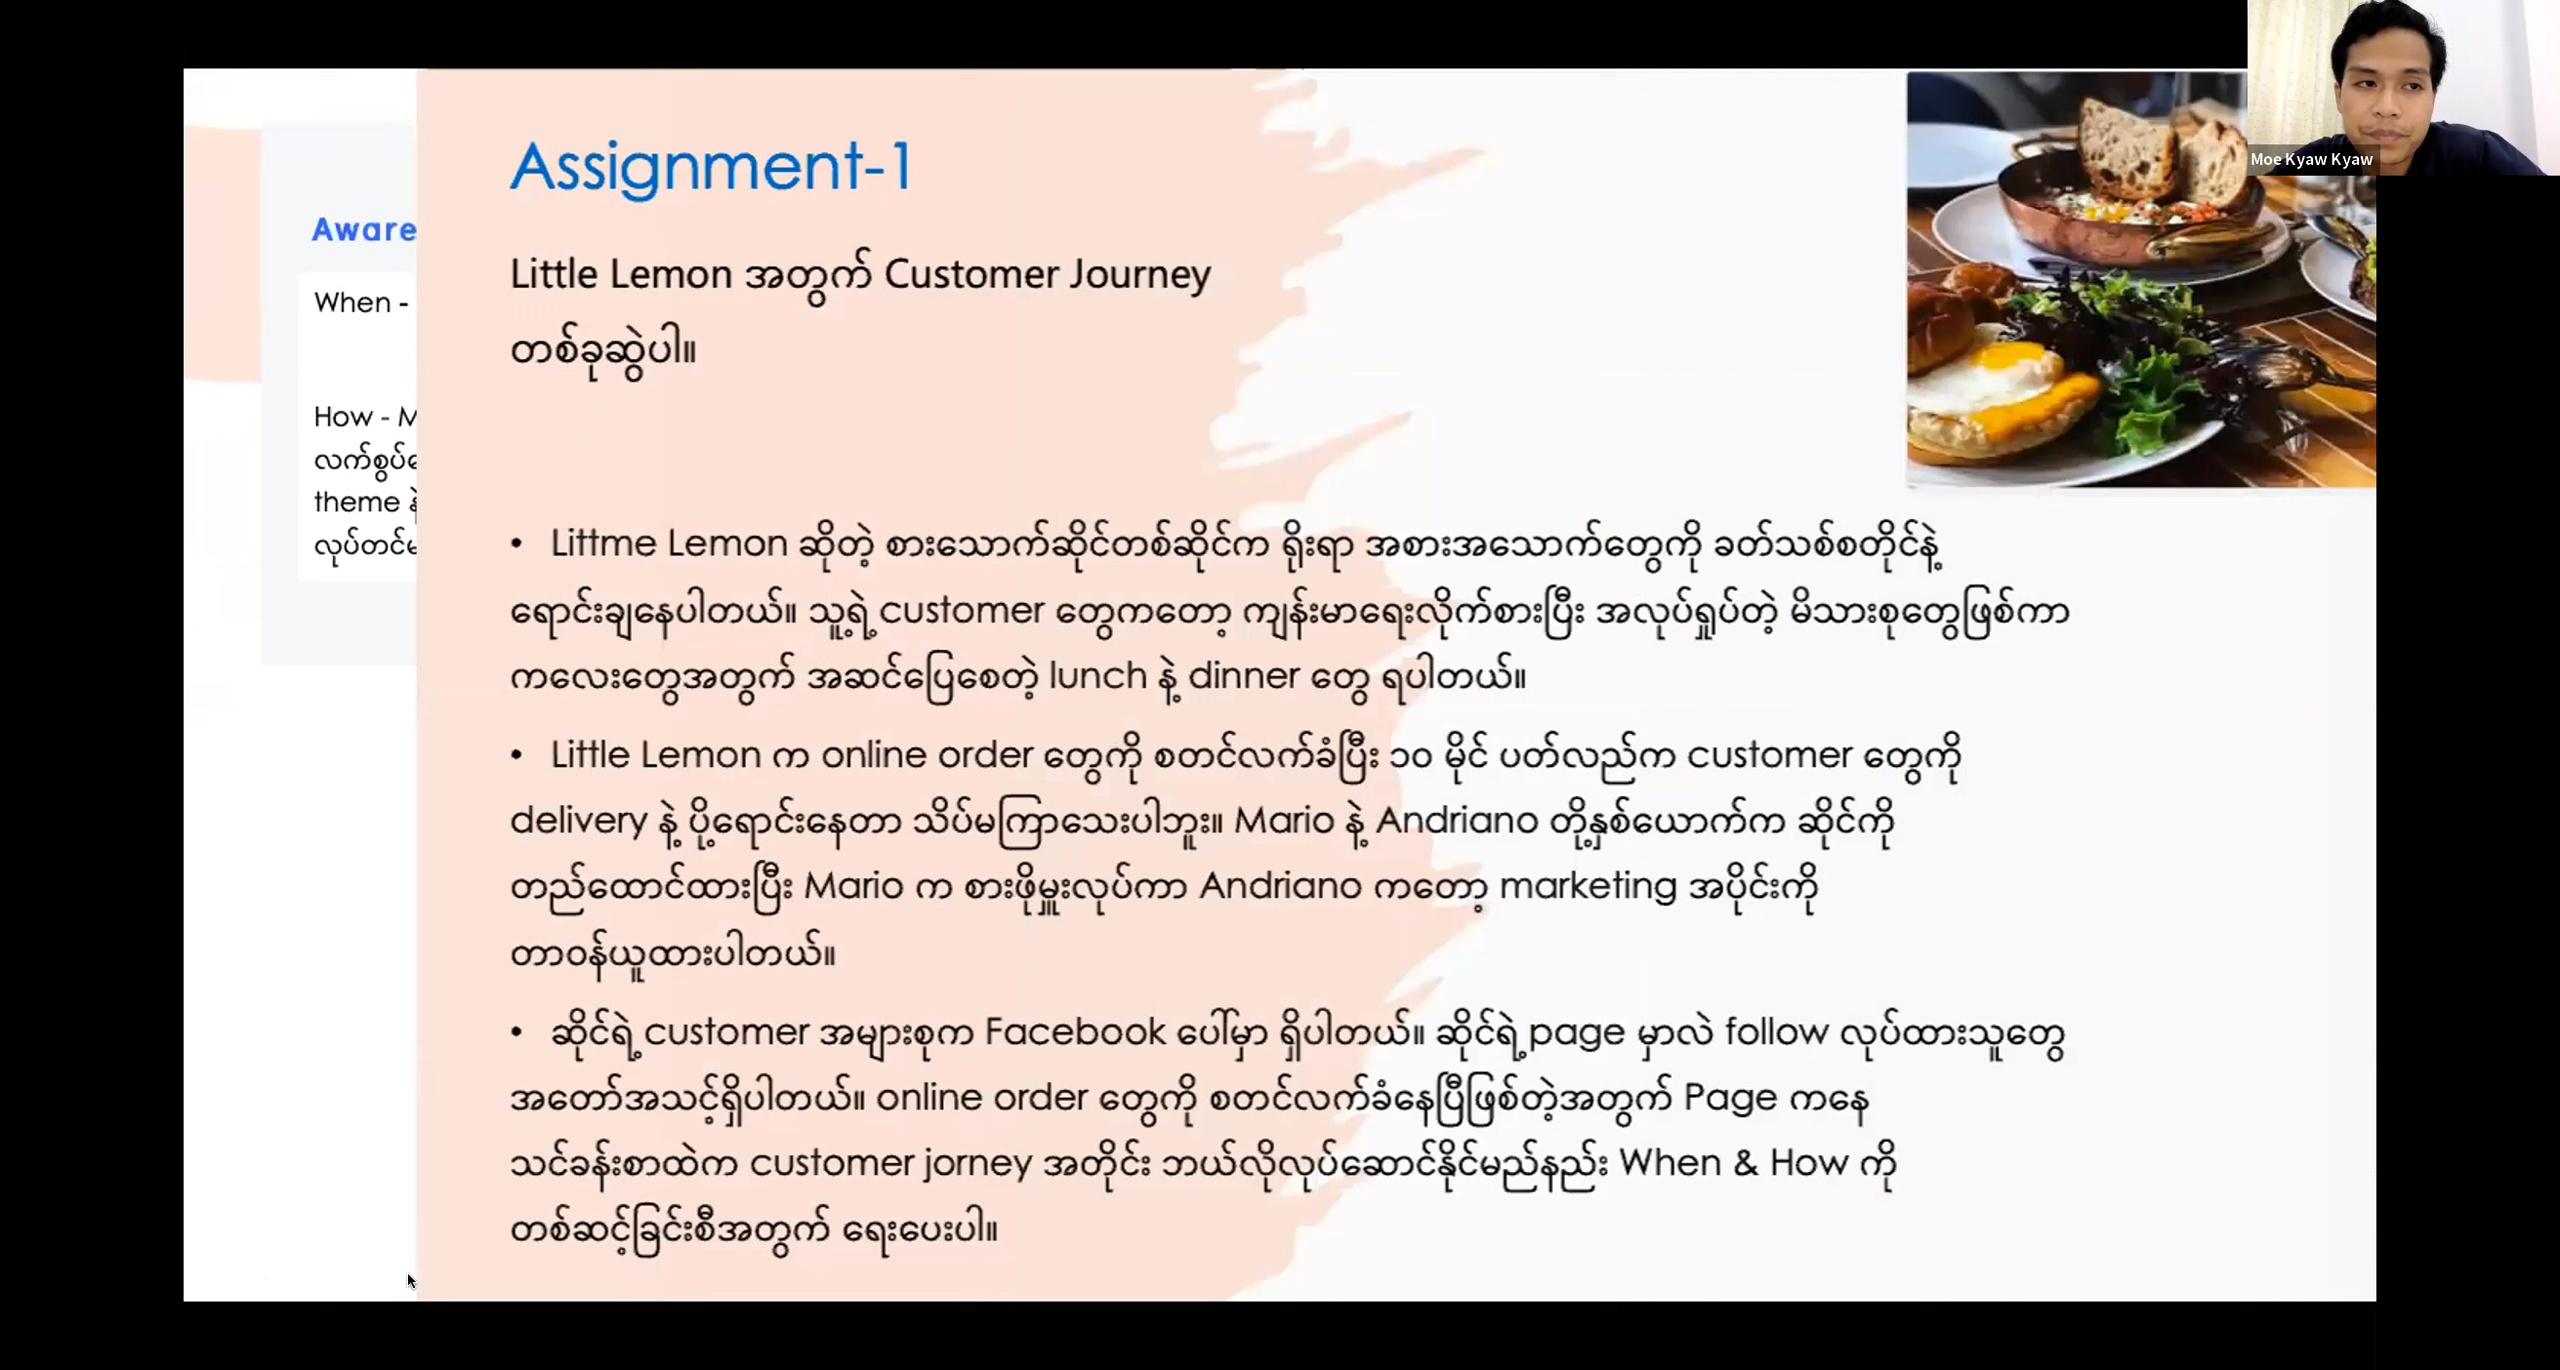 Moe Kyaw Kyaw
Aware
When -
How - M
theme
Assignment-1
Little Lemon အတွက် Customer Journey
တစ်ခုဆွဲပါ။
• Littme Lemon ဆိုတဲ့ စားသောက်ဆိုင်တစ်ဆိုင်က ရိုးရာ အစားအသောက်တွေကို ခတ်သစ်စတိုင်နဲ့
ရောင်းချနေပါတယ်။ သူ့ရဲ့ customer တွေကတော့ ကျန်းမာရေးလိုက်စားပြီး အလုပ်ရှုပ်တဲ့ မိသားစုတွေဖြစ်ကာ
ကလေးတွေအတွက် အဆင်ပြေစေတဲ့ lunch နဲ့ dinner တွေ ရပါတယ်။
• Little Lemon က online order တွေကို စတင်လက်ခံပြီး ၁၀ မိုင် ပတ်လည်က customer တွေကို
delivery နဲ့ ပို့ရောင်းနေတာ သိပ်မကြာသေးပါဘူး။ Mario နဲ့ Andriano တို့နှစ်ယောက်က ဆိုင်ကို
တည်ထောင်ထားပြီး Mario က စားဖိုမှူးလုပ်ကာ Andriano ကတော့ marketing အပိုင်းကို
တာဝန်ယူထားပါတယ်။
• ဆိုင်ရဲ့ customer အများစုက Facebook ပေါ်မှာ ရှိပါတယ်။ ဆိုင်ရဲ့ page မှာလဲ follow လုပ်ထားသူတွေ
အတော်အသင့်ရှိပါတယ်။ online order တွေကို စတင်လက်ခံနေပြီဖြစ်တဲ့အတွက် Page ကနေ
သင်ခန်းစာထဲက customer jorney အတိုင်း ဘယ်လိုလုပ်ဆောင်နိုင်မည်နည်း When & How ကို
တစ်ဆင့်ခြင်းစီအတွက် ရေးပေးပါ။